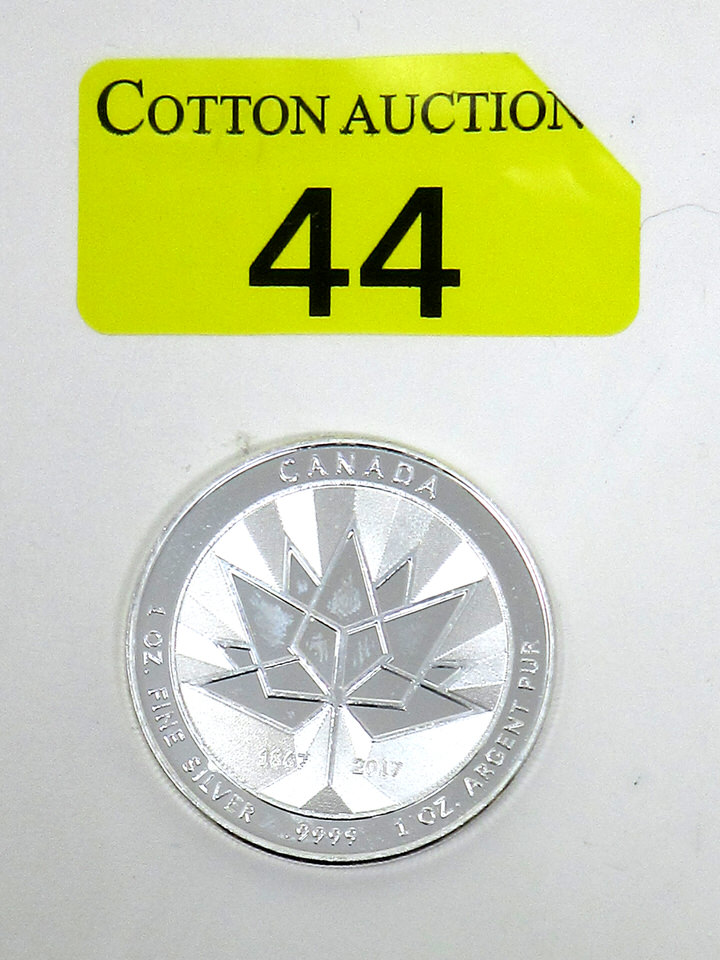 COTTON AUCTION
44
CANADA
1867 2017
1 OZ. FINE SILVER 9999 1 OZ. ARGENT PUR